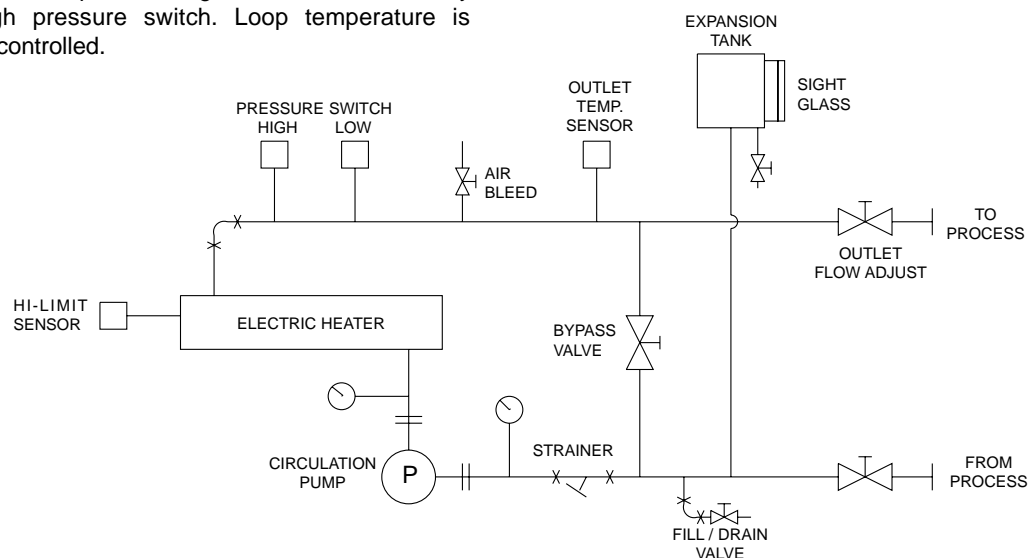 gh pressure switch. Loop temperature is
controlled.
EXPANSION
TANK
SIGHT
GLASS
OUTLET
TEMP.
SENSOR
PRESSURE SWITCH
HIGH LOW
AIR
BLEED
TO
PROCESS
OUTLET
FLOW ADJUST
HI-LIMIT
SENSOR
ELECTRIC HEATER
BYPASS
VALVE
STRAINER
CIRCULATION
PUMP
P
FROM
PROCESS
FILL / DRAIN
VALVE